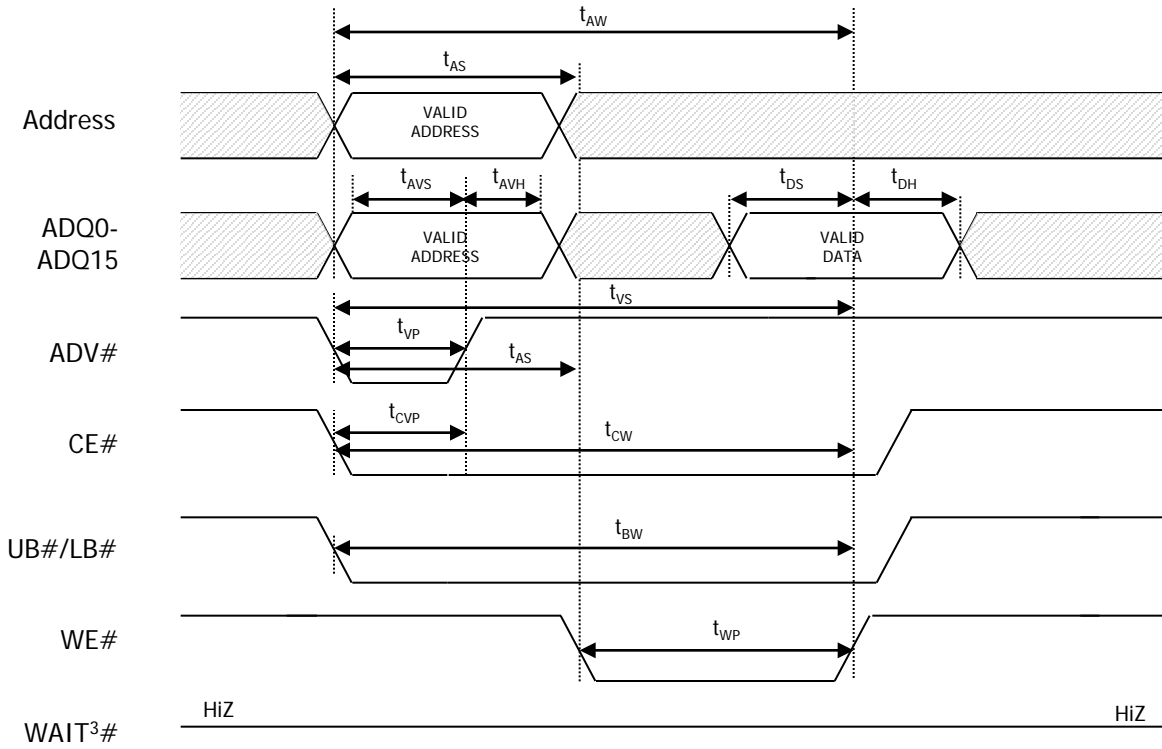 tAW
tAS
Address
VALID
ADDRESS
tAVS
tAVH
tDS
tDH
ADQ0-
ADQ15
VALID
ADDRESS
VALID
DATA
tVS
ADV#
tVP
tAS
CE#
tCVP
tCW
UB#/LB#
tBW
WE#
tWP
WAIT³#
HiZ
HiZ